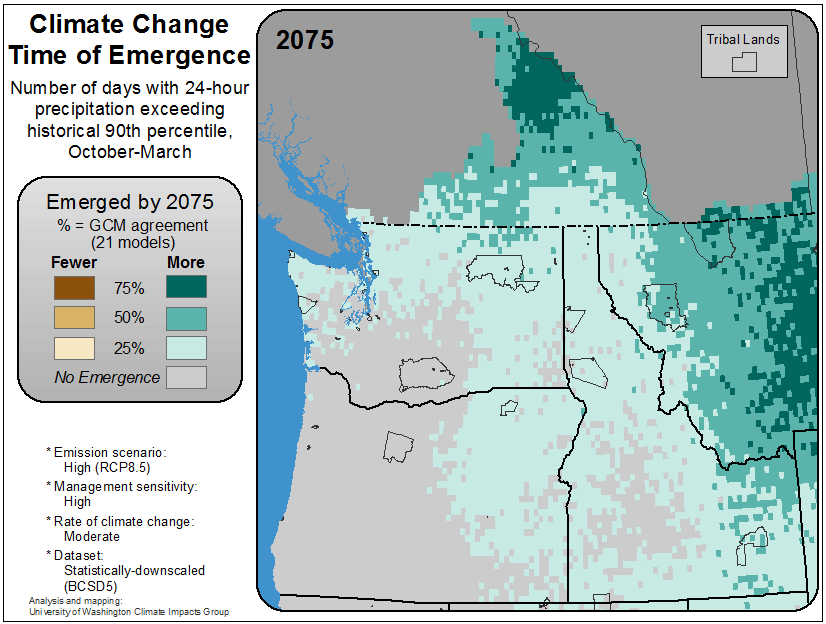 Climate Change
Time of Emergence
Number of days with 24-hour
precipitation exceeding
historical 90th percentile,
October-March
Emerged by 2075
% = GCM agreement
(21 models)
Fewer More
75%
50%
25%
No Emergence
* Emission scenario:
High (RCP8.5)
* Management sensitivity:
High
* Rate of climate change:
Moderate
* Dataset:
Statistically-downscaled
(BCSD5)
Analysis and mapping:
University of Washington Climate Impacts Group
2075
Tribal Lands